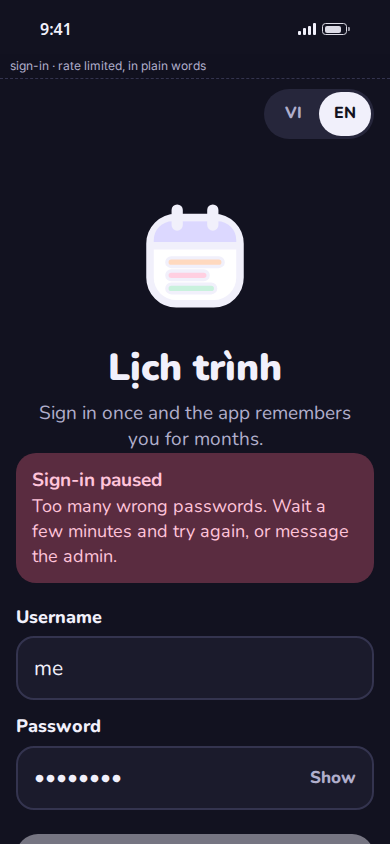 9:41
sign-in · rate limited, in plain words
VI EN
Lịch trình
Sign in once and the app remembers
you for months.
Sign-in paused
Too many wrong passwords. Wait a
few minutes and try again, or message
the admin.
Username
me
Password
•••••••• Show